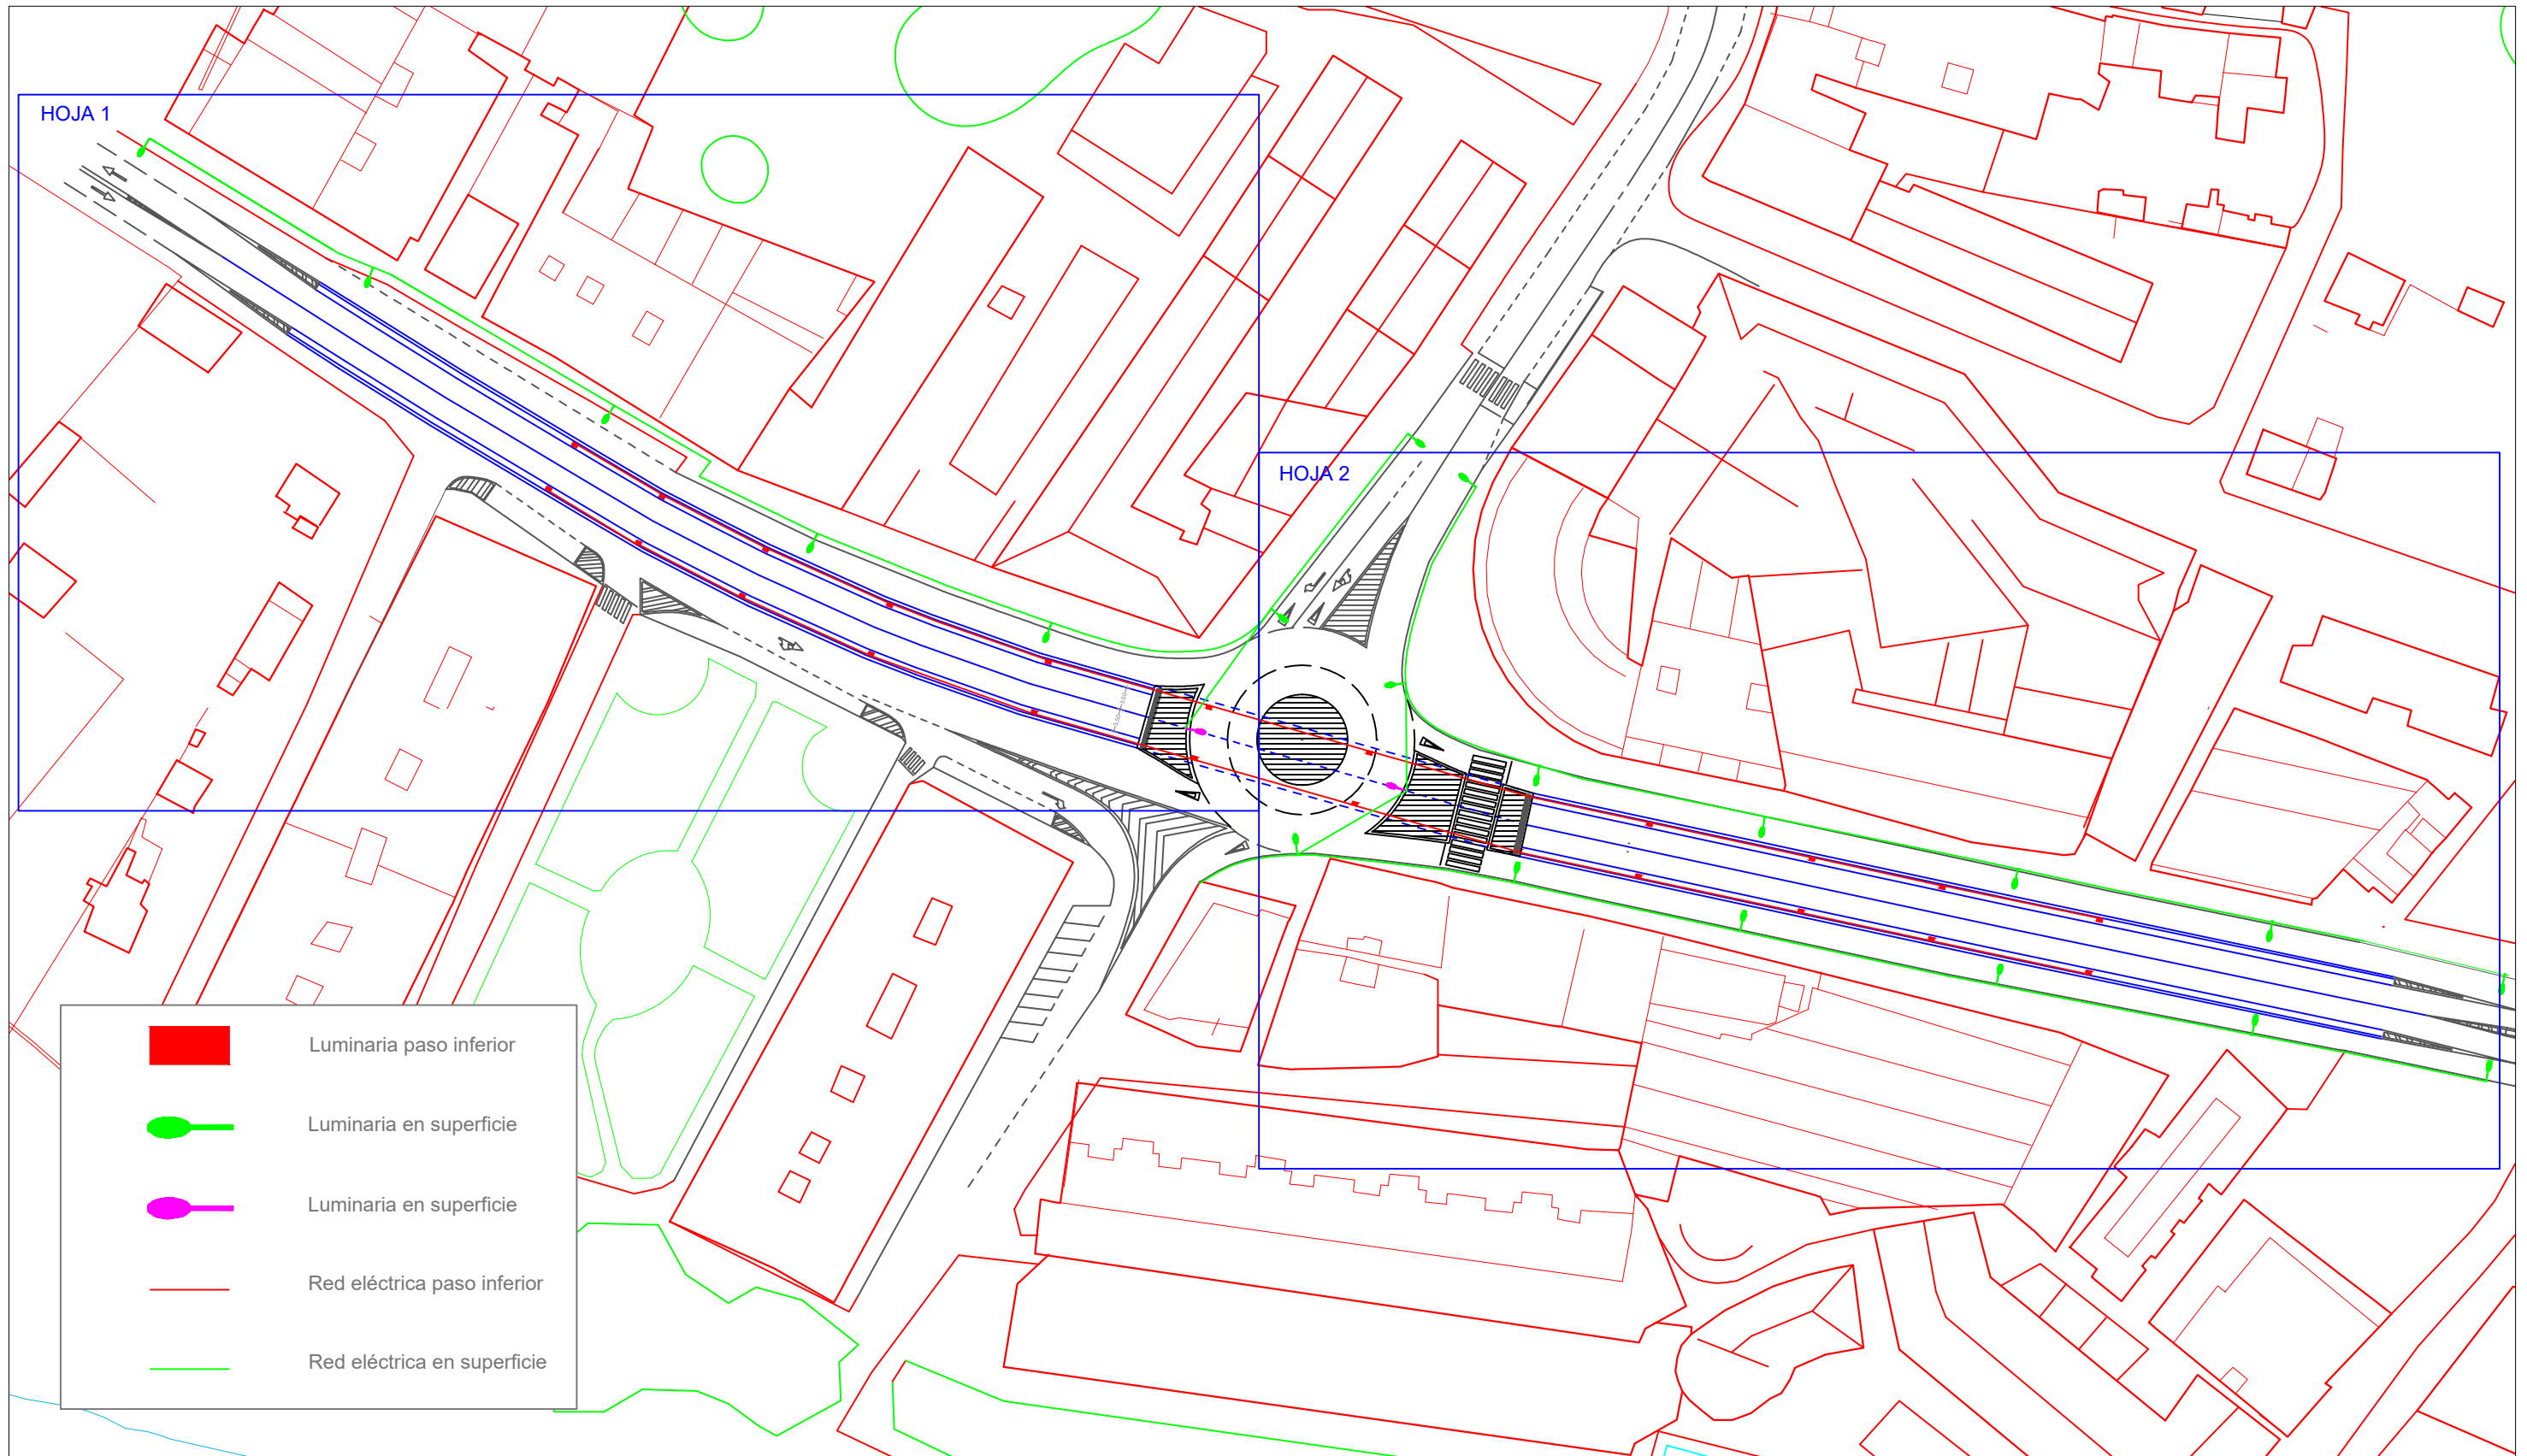 HOJA 1
HOJA 2
Luminaria paso inferior
Luminaria en superficie
Luminaria en superficie
Red eléctrica paso inferior
Red eléctrica en superficie